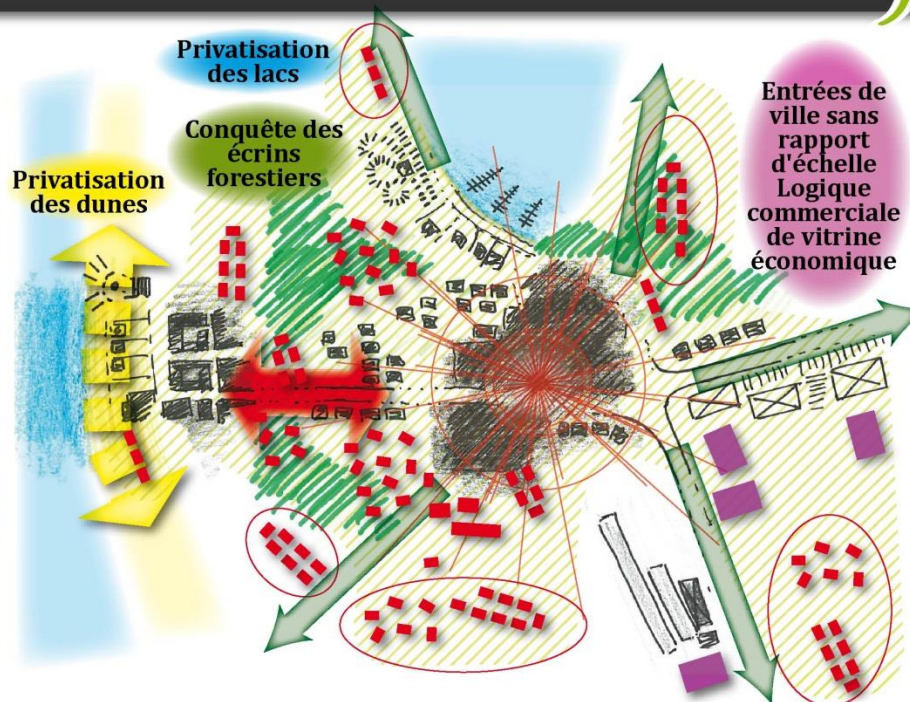 Privatisation
des lacs
Conquête des
écrins
forestiers
Privatisation
des dunes
Entrées de
ville sans
rapport
d'échelle
Logique
commerciale
de vitrine
économique